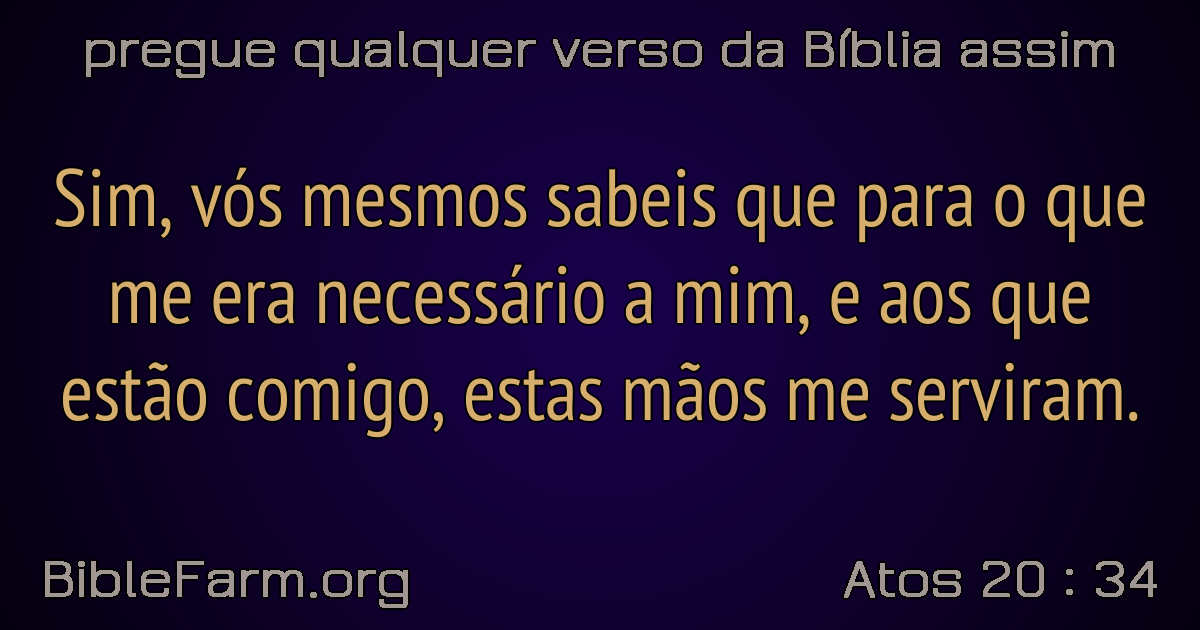 pregue qualquer verso da Bíblia assim
Sim, vós mesmos sabeis que para o que
me era necessário a mim, e aos que
estão comigo, estas mãos me serviram.
BibleFarm.org
Atos 20 : 34